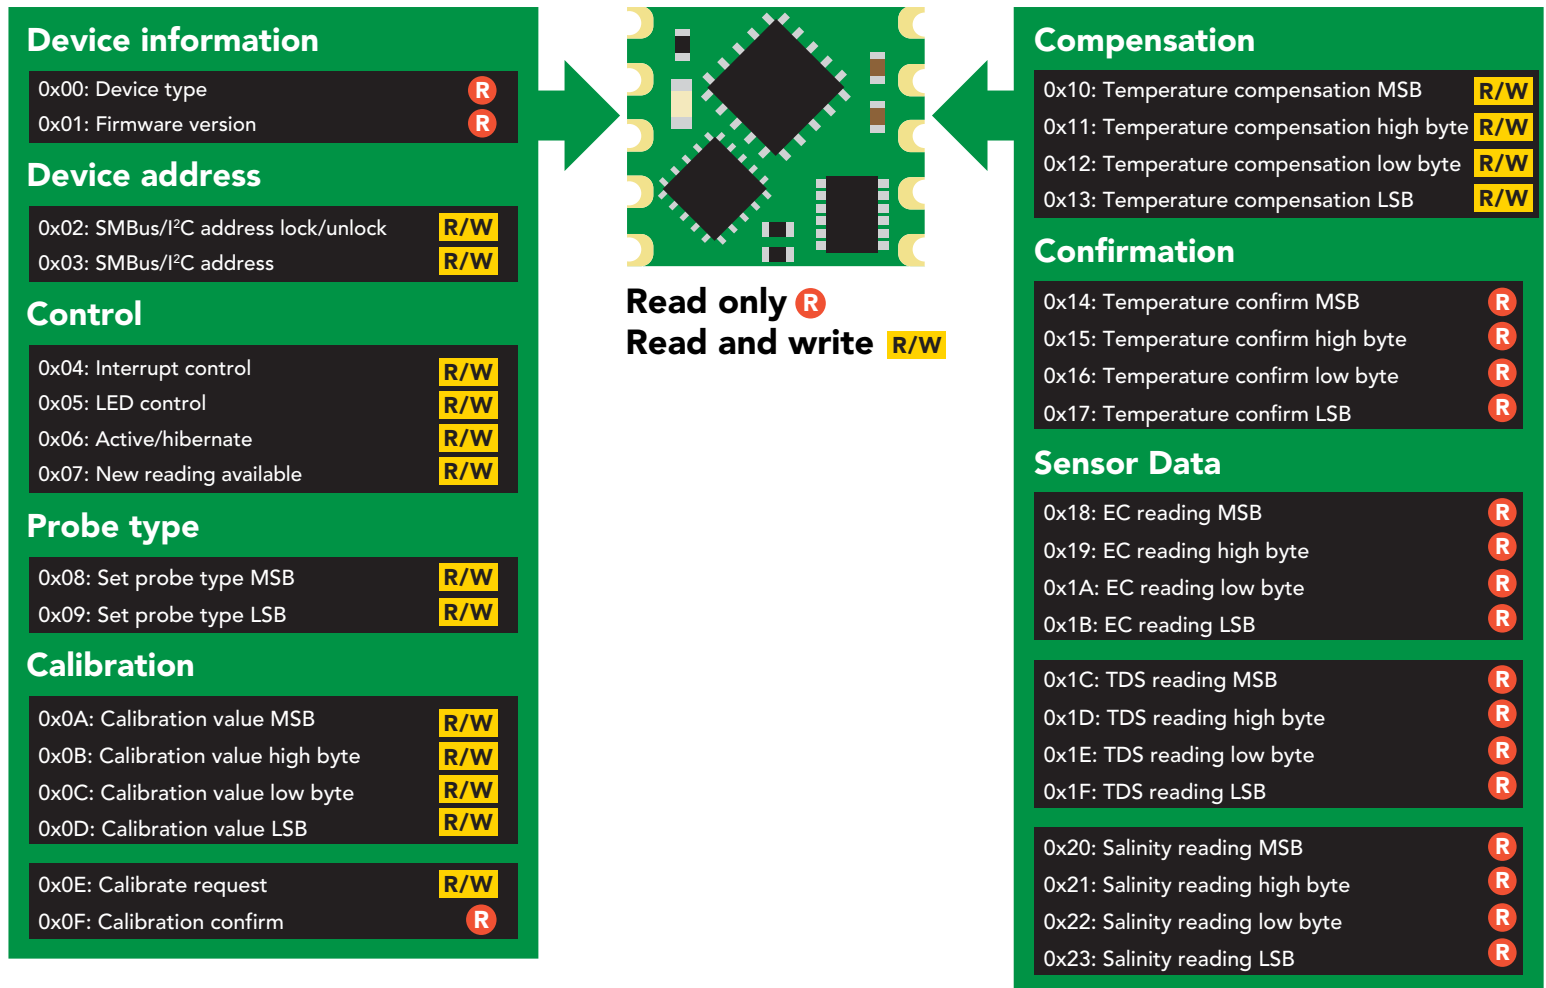 Device information
0x00: Device type R
0x01: Firmware version R
Device address
0x02: SMBus/I²C address lock/unlock R/W
0x03: SMBus/I²C address R/W
Control
0x04: Interrupt control R/W
0x05: LED control R/W
0x06: Active/hibernate R/W
0x07: New reading available R/W
Probe type
0x08: Set probe type MSB R/W
0x09: Set probe type LSB R/W
Calibration
0x0A: Calibration value MSB R/W
0x0B: Calibration value high byte R/W
0x0C: Calibration value low byte R/W
0x0D: Calibration value LSB R/W
0x0E: Calibrate request R/W
0x0F: Calibration confirm R
Read only R
Read and write R/W
Compensation
0x10: Temperature compensation MSB R/W
0x11: Temperature compensation high byte R/W
0x12: Temperature compensation low byte R/W
0x13: Temperature compensation LSB R/W
Confirmation
0x14: Temperature confirm MSB R
0x15: Temperature confirm high byte R
0x16: Temperature confirm low byte R
0x17: Temperature confirm LSB R
Sensor Data
0x18: EC reading MSB R
0x19: EC reading high byte R
0x1A: EC reading low byte R
0x1B: EC reading LSB R
0x1C: TDS reading MSB R
0x1D: TDS reading high byte R
0x1E: TDS reading low byte R
0x1F: TDS reading LSB R
0x20: Salinity reading MSB R
0x21: Salinity reading high byte R
0x22: Salinity reading low byte R
0x23: Salinity reading LSB R